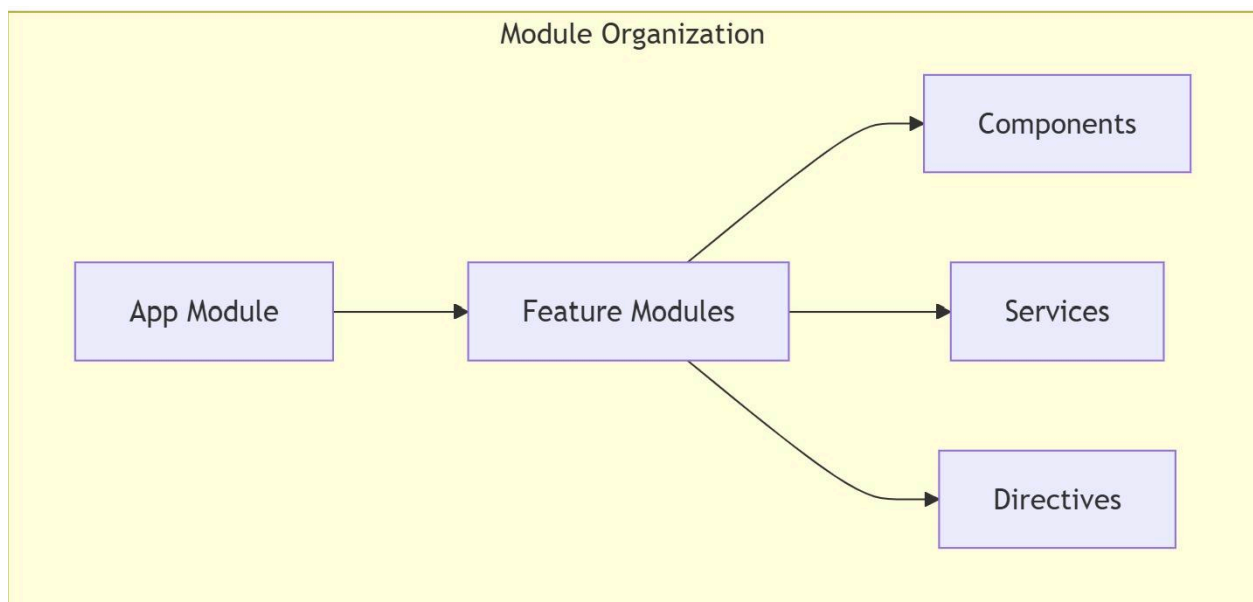 Module Organization
App Module
Feature Modules
Components
Services
Directives